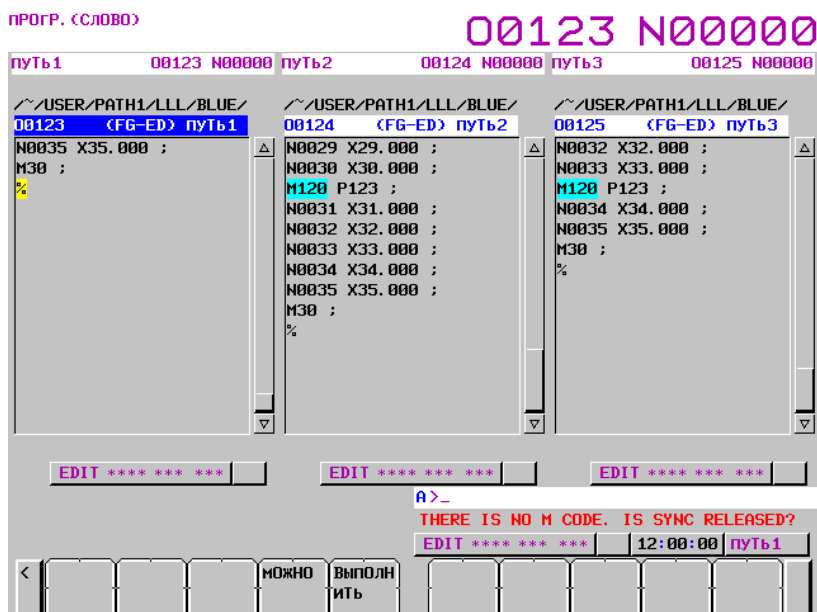 ПРОГР.(СЛОВО)
O0123 N00000
ПУТЬ1 O0123 N00000 ПУТЬ2 O0124 N00000 ПУТЬ3 O0125 N00000
/~/USER/PATH1/LLL/BLUE/ /~/USER/PATH1/LLL/BLUE/ /~/USER/PATH1/LLL/BLUE/
O0123 (FG-ED) ПУТЬ1
N0035 X35.000 ;
M30 ;
%
O0124 (FG-ED) ПУТЬ2
N0029 X29.000 ;
N0030 X30.000 ;
M120 P123 ;
N0031 X31.000 ;
N0032 X32.000 ;
N0033 X33.000 ;
N0034 X34.000 ;
N0035 X35.000 ;
M30 ;
%
O0125 (FG-ED) ПУТЬ3
N0032 X32.000 ;
N0033 X33.000 ;
M120 P123 ;
N0034 X34.000 ;
N0035 X35.000 ;
M30 ;
%
EDIT **** *** *** EDIT **** *** *** EDIT **** *** ***
A>_
THERE IS NO M CODE. IS SYNC RELEASED?
EDIT **** *** *** 12:00:00 ПУТЬ1
< МОЖНО ВЫПОЛН
ИТЬ